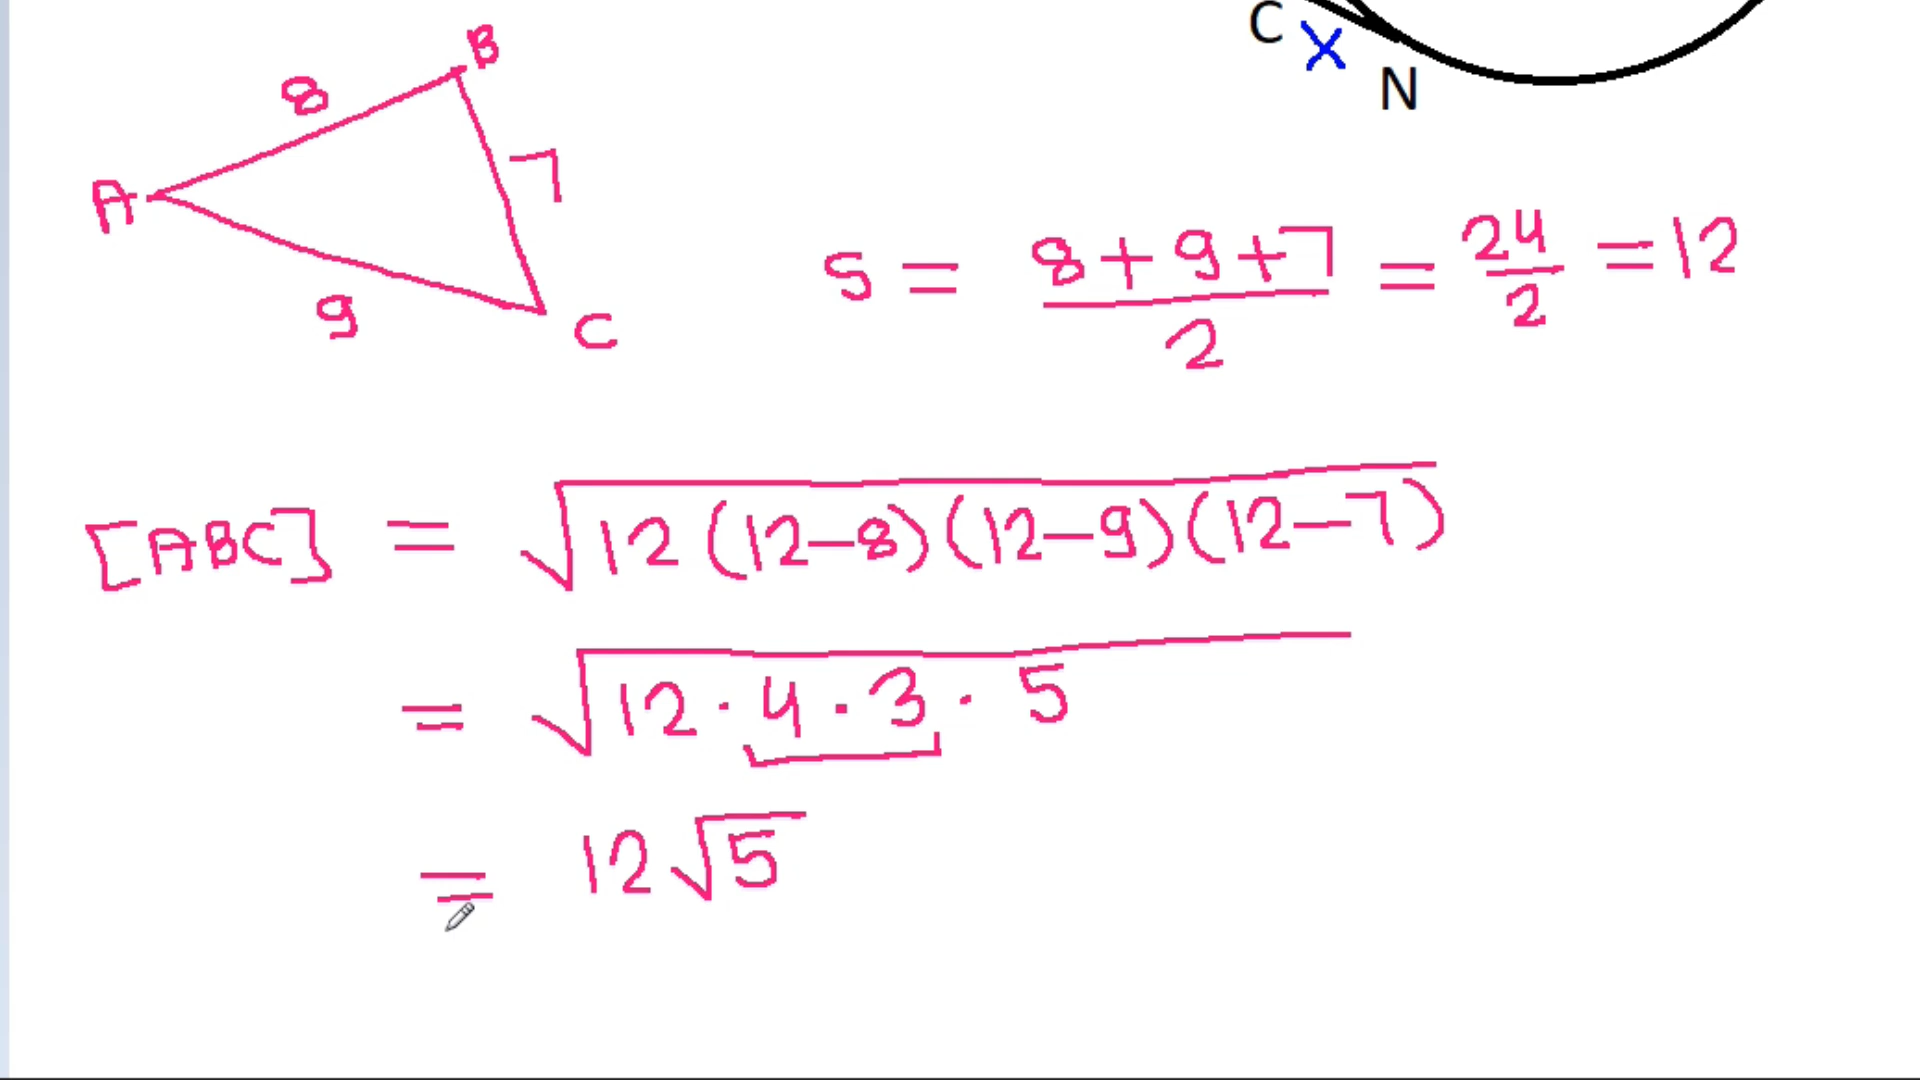 B
C X
8
N
7
A
S = (8+9+7)/2 = 24/2 = 12
9
C
[ABC] = √12(12-8)(12-9)(12-7)
= √12·4·3·5
= 12√5